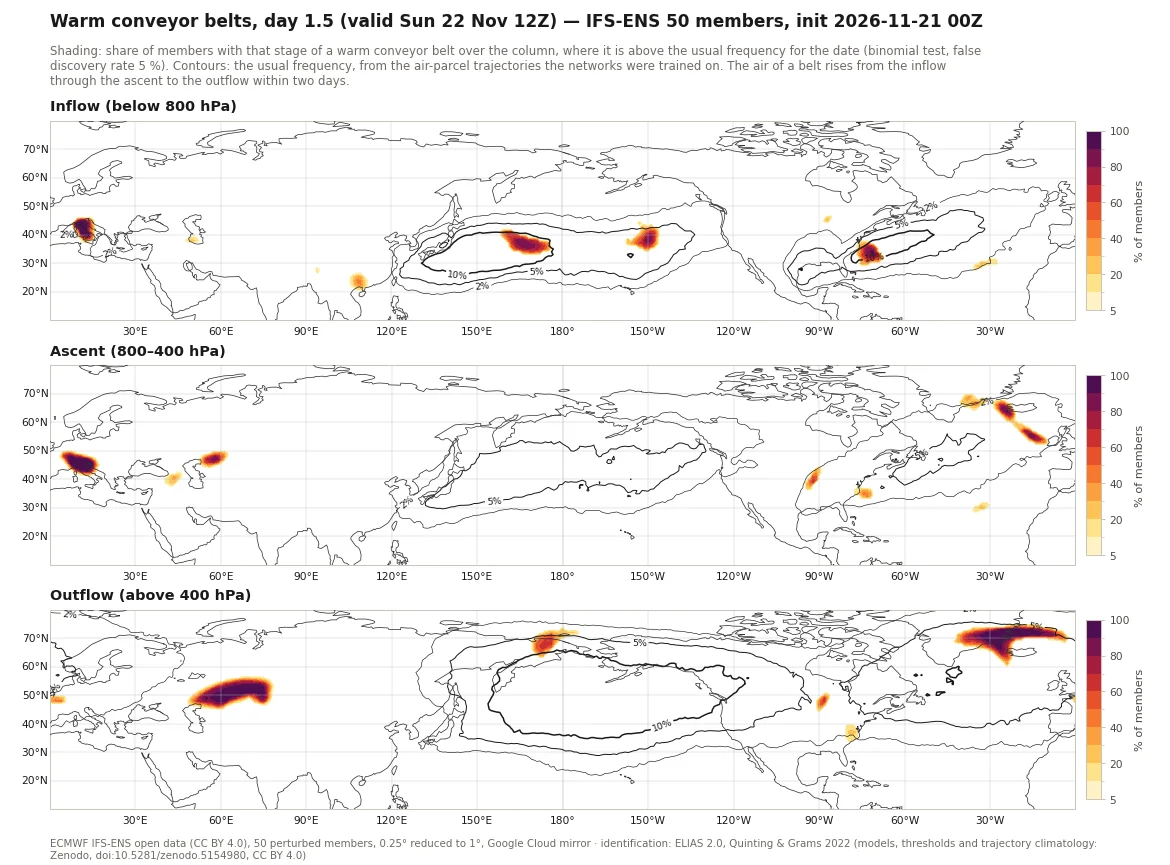 Warm conveyor belts, day 1.5 (valid Sun 22 Nov 12Z) — IFS-ENS 50 members, init 2026-11-21 00Z
Shading: share of members with that stage of a warm conveyor belt over the column, where it is above the usual frequency for the date (binomial test, false
discovery rate 5 %). Contours: the usual frequency, from the air-parcel trajectories the networks were trained on. The air of a belt rises from the inflow
through the ascent to the outflow within two days.
Inflow (below 800 hPa)
70°N
60°N
50°N
40°N
30°N
20°N
2%
2%
10%
5%
2%
5%
2%
30°E 60°E 90°E 120°E 150°E 180° 150°W 120°W 90°W 60°W 30°W
100
80
60
40
20
5
% of members
Ascent (800–400 hPa)
70°N
60°N
50°N
40°N
30°N
20°N
2%
5%
5%
2%
30°E 60°E 90°E 120°E 150°E 180° 150°W 120°W 90°W 60°W 30°W
100
80
60
40
20
5
% of members
Outflow (above 400 hPa)
70°N
60°N
50°N
40°N
30°N
20°N
2%
5%
10%
2%
5%
30°E 60°E 90°E 120°E 150°E 180° 150°W 120°W 90°W 60°W 30°W
100
80
60
40
20
5
% of members
ECMWF IFS-ENS open data (CC BY 4.0), 50 perturbed members, 0.25° reduced to 1°, Google Cloud mirror · identification: ELIAS 2.0, Quinting & Grams 2022 (models, thresholds and trajectory climatology:
Zenodo, doi:10.5281/zenodo.5154980, CC BY 4.0)